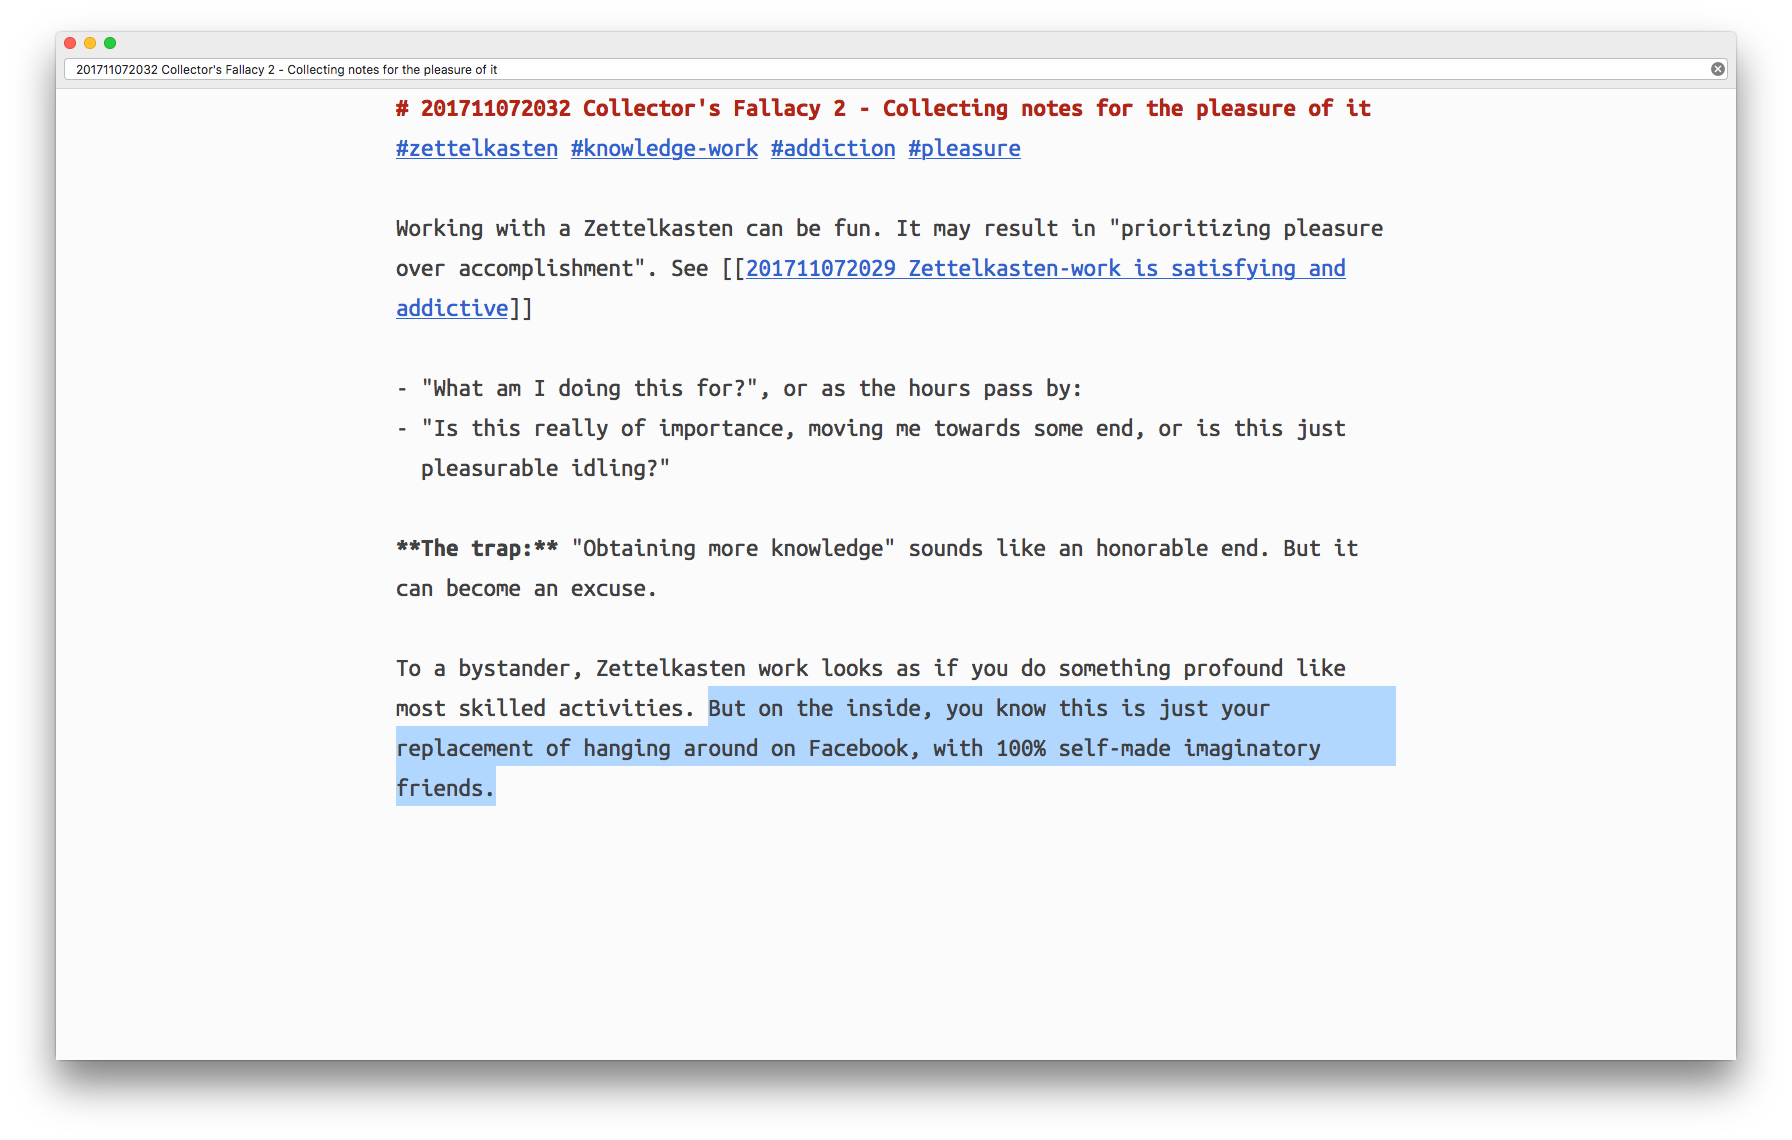 201711072032 Collector's Fallacy 2 - Collecting notes for the pleasure of it
# 201711072032 Collector's Fallacy 2 - Collecting notes for the pleasure of it
#zettelkasten #knowledge-work #addiction #pleasure
Working with a Zettelkasten can be fun. It may result in "prioritizing pleasure
over accomplishment". See [[201711072029 Zettelkasten-work is satisfying and
addictive]]
- "What am I doing this for?", or as the hours pass by:
- "Is this really of importance, moving me towards some end, or is this just
pleasurable idling?"
**The trap:** "Obtaining more knowledge" sounds like an honorable end. But it
can become an excuse.
To a bystander, Zettelkasten work looks as if you do something profound like
most skilled activities. But on the inside, you know this is just your
replacement of hanging around on Facebook, with 100% self-made imaginatory
friends.